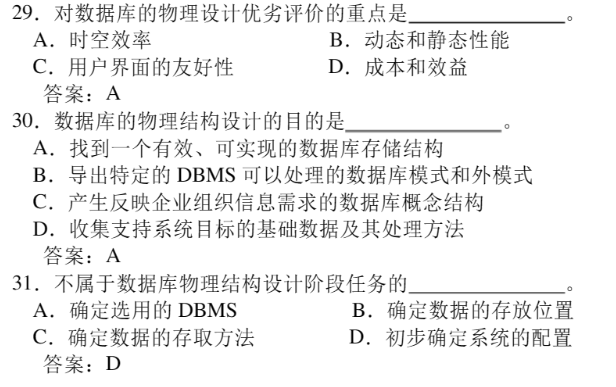 29．对数据库的物理设计优劣评价的重点是________________。
A．时空效率 B．动态和静态性能
C．用户界面的友好性 D．成本和效益
答案：A
30．数据库的物理结构设计的目的是________________。
A．找到一个有效、可实现的数据库存储结构
B．导出特定的 DBMS 可以处理的数据库模式和外模式
C．产生反映企业组织信息需求的数据库概念结构
D．收集支持系统目标的基础数据及其处理方法
答案：A
31．不属于数据库物理结构设计阶段任务的________________。
A．确定选用的 DBMS B．确定数据的存放位置
C．确定数据的存取方法 D．初步确定系统的配置
答案：D